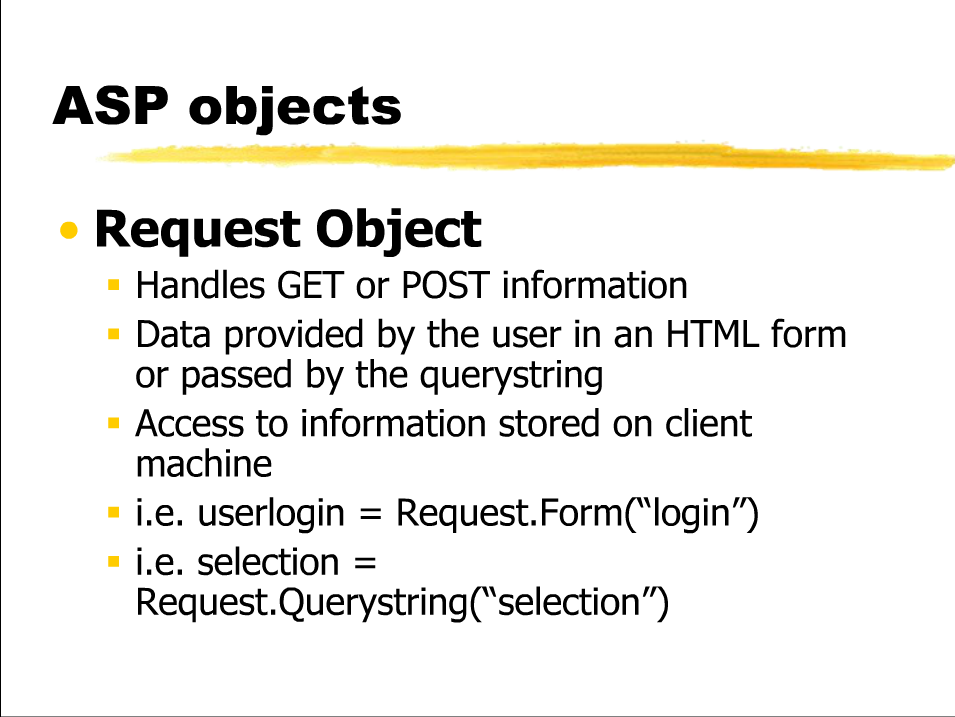 ASP objects
• Request Object
▪ Handles GET or POST information
▪ Data provided by the user in an HTML form
or passed by the querystring
▪ Access to information stored on client
machine
▪ i.e. userlogin = Request.Form(“login”)
▪ i.e. selection =
Request.Querystring(“selection”)